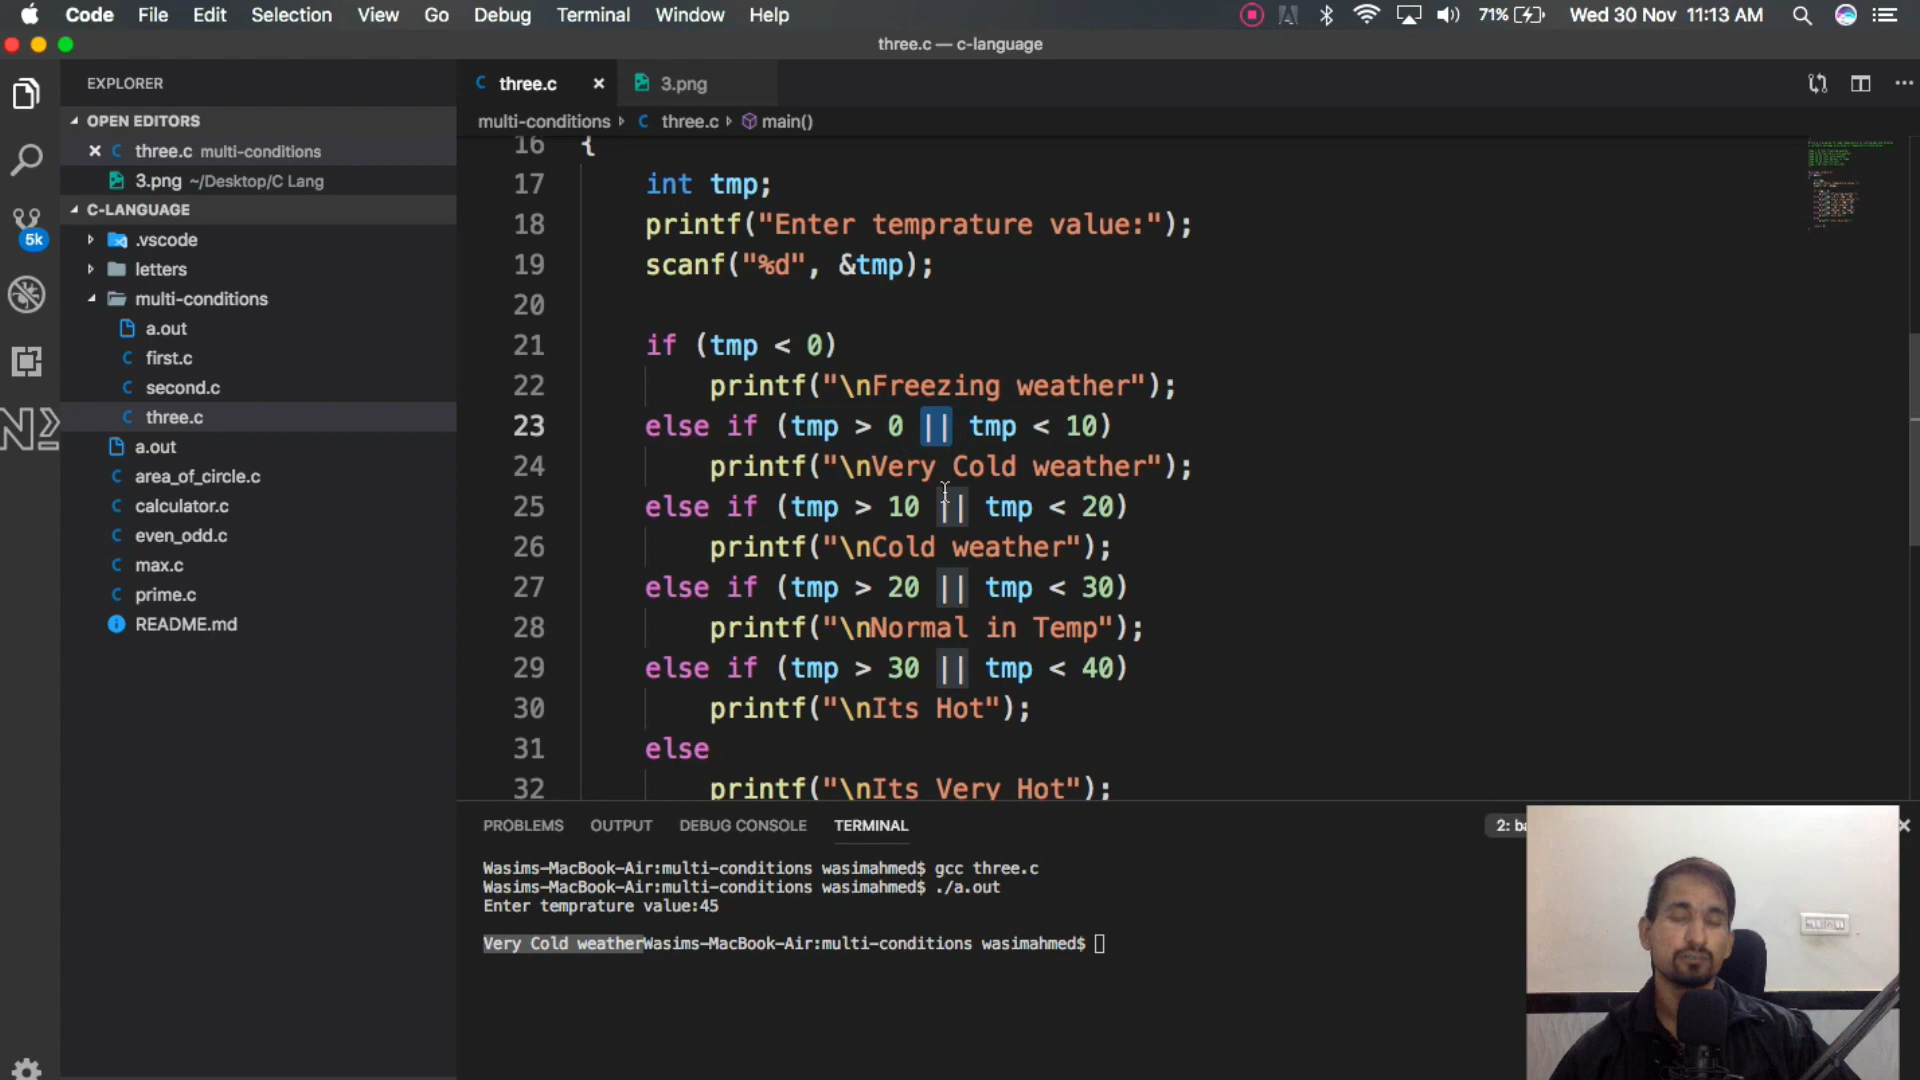 Code File Edit Selection View Go Debug Terminal Window Help 71% Wed 30 Nov 11:13 AM
three.c — c-language
EXPLORER
OPEN EDITORS
three.c multi-conditions
3.png ~/Desktop/C Lang
C-LANGUAGE
.vscode
letters
multi-conditions
a.out
first.c
second.c
three.c
a.out
area_of_circle.c
calculator.c
even_odd.c
max.c
prime.c
README.md
5k
three.c 3.png
multi-conditions three.c main()
16 {
17 int tmp;
18 printf("Enter temprature value:");
19 scanf("%d", &tmp);
20
21 if (tmp < 0)
22 printf("\nFreezing weather");
23 else if (tmp > 0 || tmp < 10)
24 printf("\nVery Cold weather");
25 else if (tmp > 10 || tmp < 20)
26 printf("\nCold weather");
27 else if (tmp > 20 || tmp < 30)
28 printf("\nNormal in Temp");
29 else if (tmp > 30 || tmp < 40)
30 printf("\nIts Hot");
31 else
32 printf("\nIts Very Hot");
PROBLEMS OUTPUT DEBUG CONSOLE TERMINAL 2: ba
Wasims-MacBook-Air:multi-conditions wasimahmed$ gcc three.c
Wasims-MacBook-Air:multi-conditions wasimahmed$ ./a.out
Enter temprature value:45
Very Cold weatherWasims-MacBook-Air:multi-conditions wasimahmed$